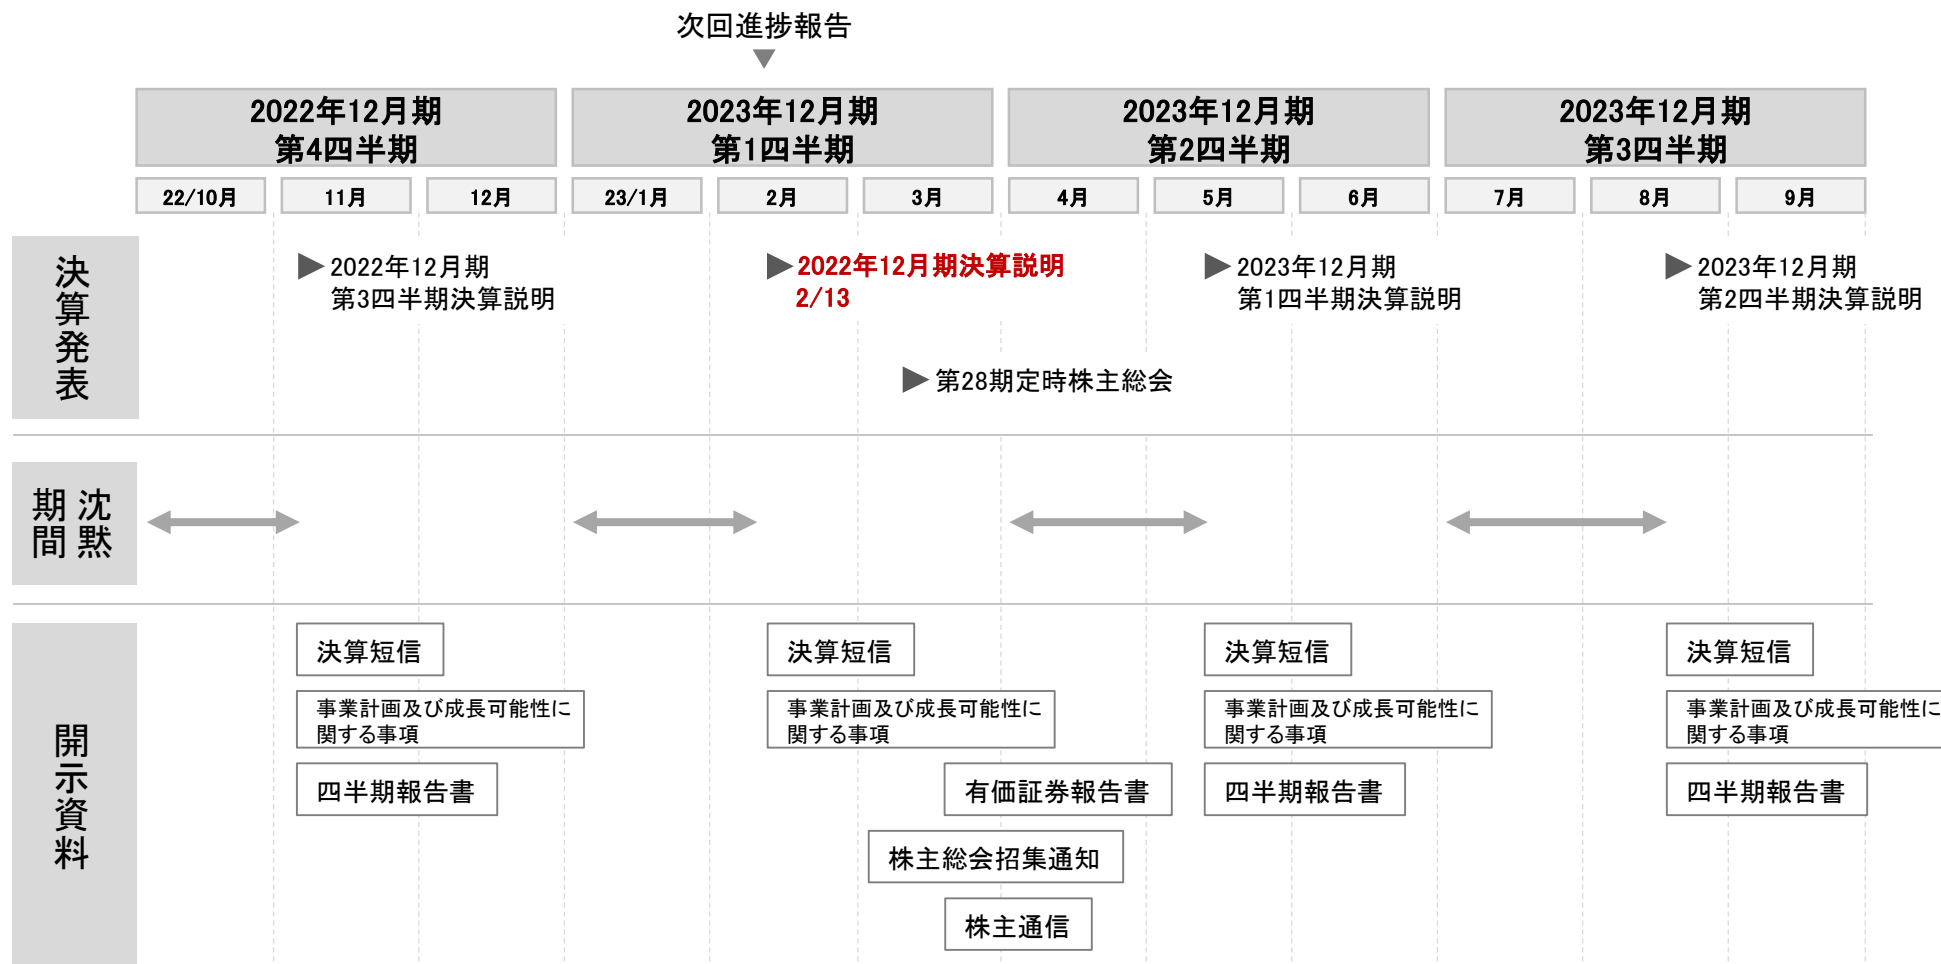 次回進捗報告
2022年12月期
第4四半期
2023年12月期
第1四半期
2023年12月期
第2四半期
2023年12月期
第3四半期
22/10月
11月
12月
23/1月
2月
3月
4月
5月
6月
7月
8月
9月
決算発表
2022年12月期
第3四半期決算説明
2022年12月期決算説明
2/13
2023年12月期
第1四半期決算説明
2023年12月期
第2四半期決算説明
第28期定時株主総会
沈黙
期間
開示資料
決算短信
決算短信
決算短信
決算短信
事業計画及び成長可能性に
関する事項
事業計画及び成長可能性に
関する事項
事業計画及び成長可能性に
関する事項
事業計画及び成長可能性に
関する事項
四半期報告書
有価証券報告書
四半期報告書
四半期報告書
株主総会招集通知
株主通信